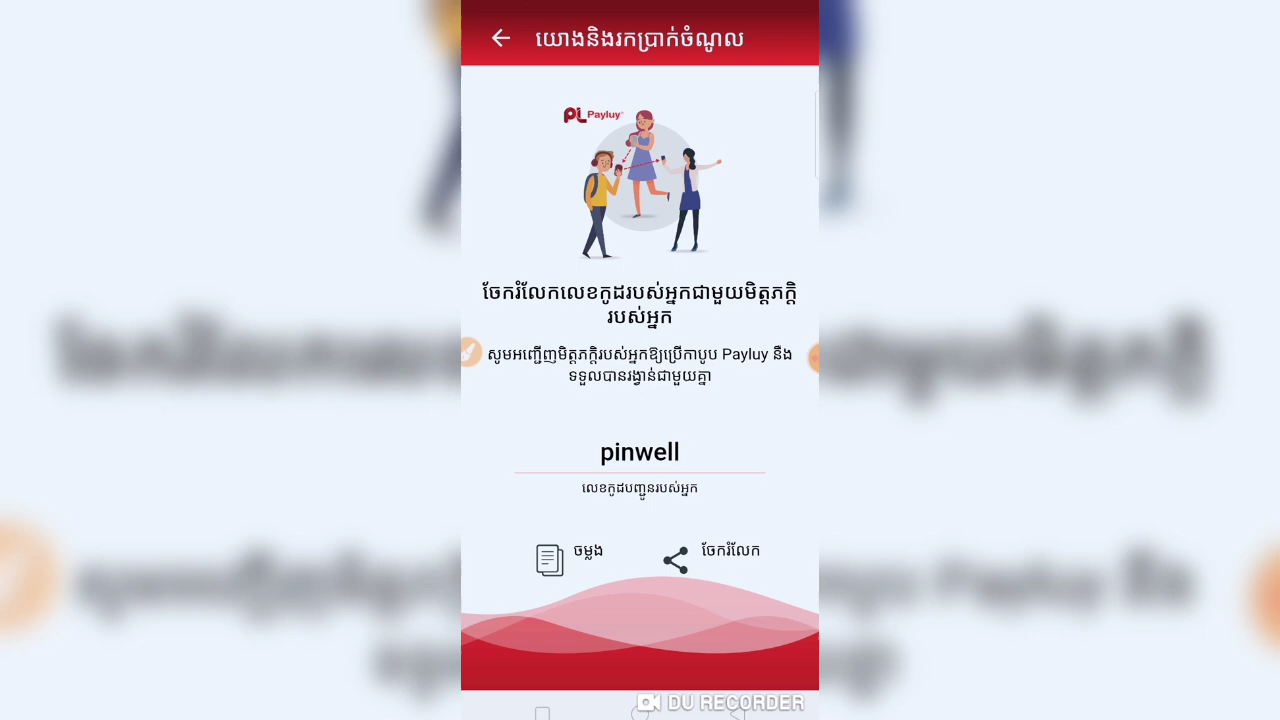 យោងនិងរកប្រាក់ចំណូល
PL Payluy
ចែករំលែកលេខកូដរបស់អ្នកជាមួយមិត្តភក្តិ
របស់អ្នក
សូមអញ្ជើញមិត្តភក្តិរបស់អ្នកឱ្យប្រើកាបូប Payluy នឺង
ទទួលបានរង្វាន់ជាមួយគ្នា
pinwell
លេខកូដបញ្ជូនរបស់អ្នក
ចម្លង
ចែករំលែក
DU RECORDER